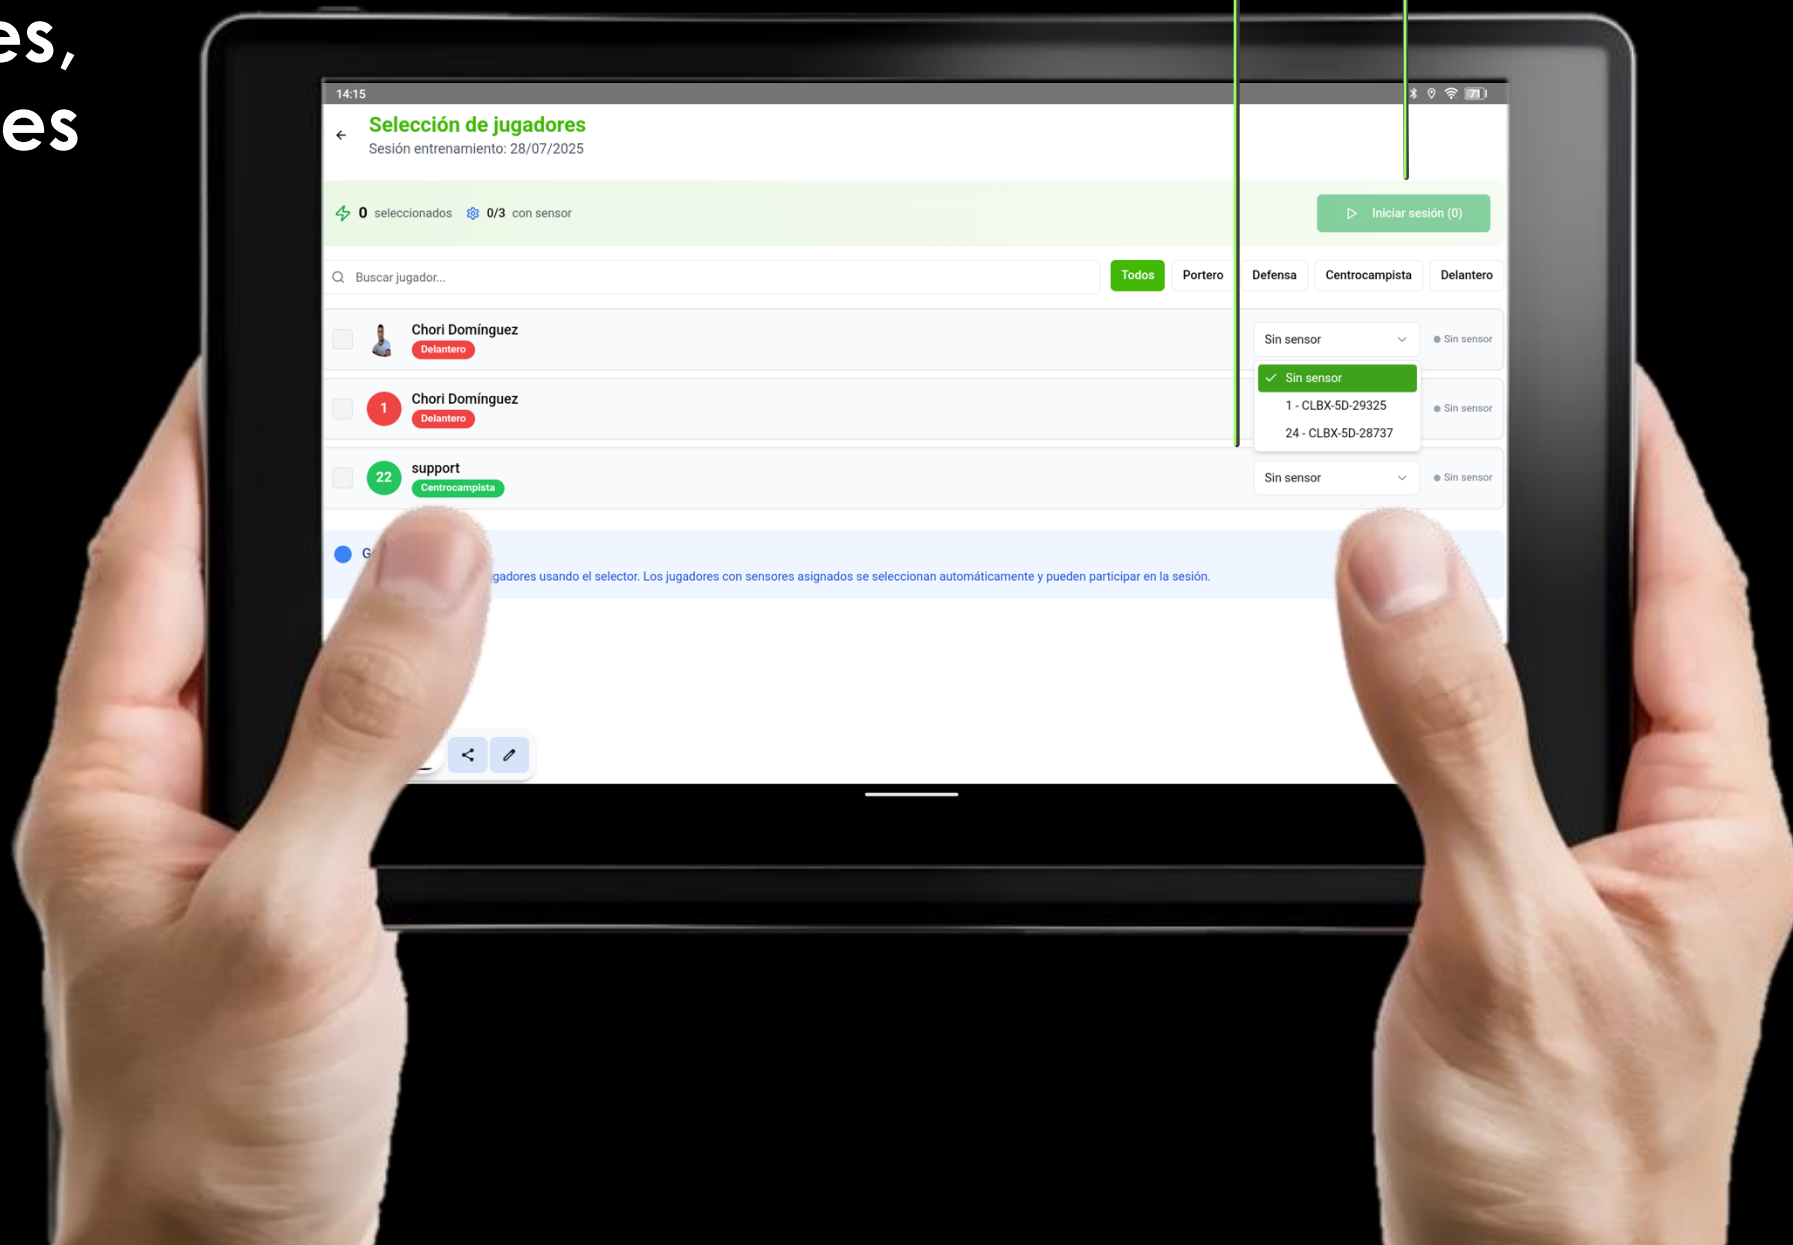 es,
es
14:15
71
Selección de jugadores
Sesión entrenamiento: 28/07/2025
0 seleccionados 0/3 con sensor
Iniciar sesión (0)
Buscar jugador...
Todos Portero Defensa Centrocampista Delantero
Chori Domínguez
Delantero
Sin sensor
Sin sensor
Sin sensor
1 - CLBX-5D-29325
24 - CLBX-5D-28737
1
Chori Domínguez
Delantero
Sin sensor
22
support
Centrocampista
Sin sensor
Sin sensor
G
gadores usando el selector. Los jugadores con sensores asignados se seleccionan automáticamente y pueden participar en la sesión.